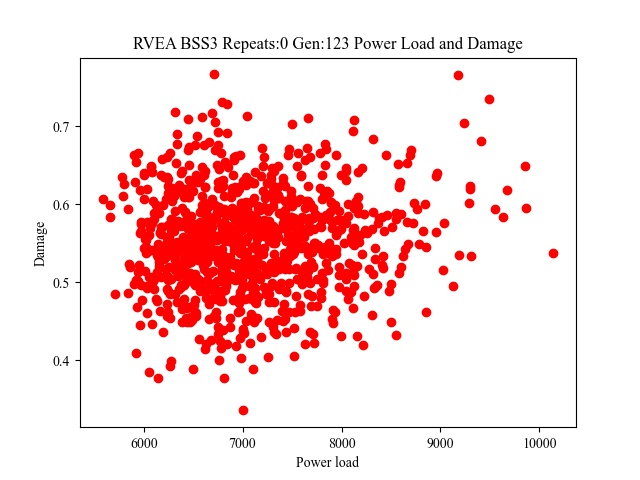 RVEA BSS3 Repeats:0 Gen:123 Power Load and Damage
0.7
0.6
0.5
0.4
Damage
6000 7000 8000 9000 10000
Power load